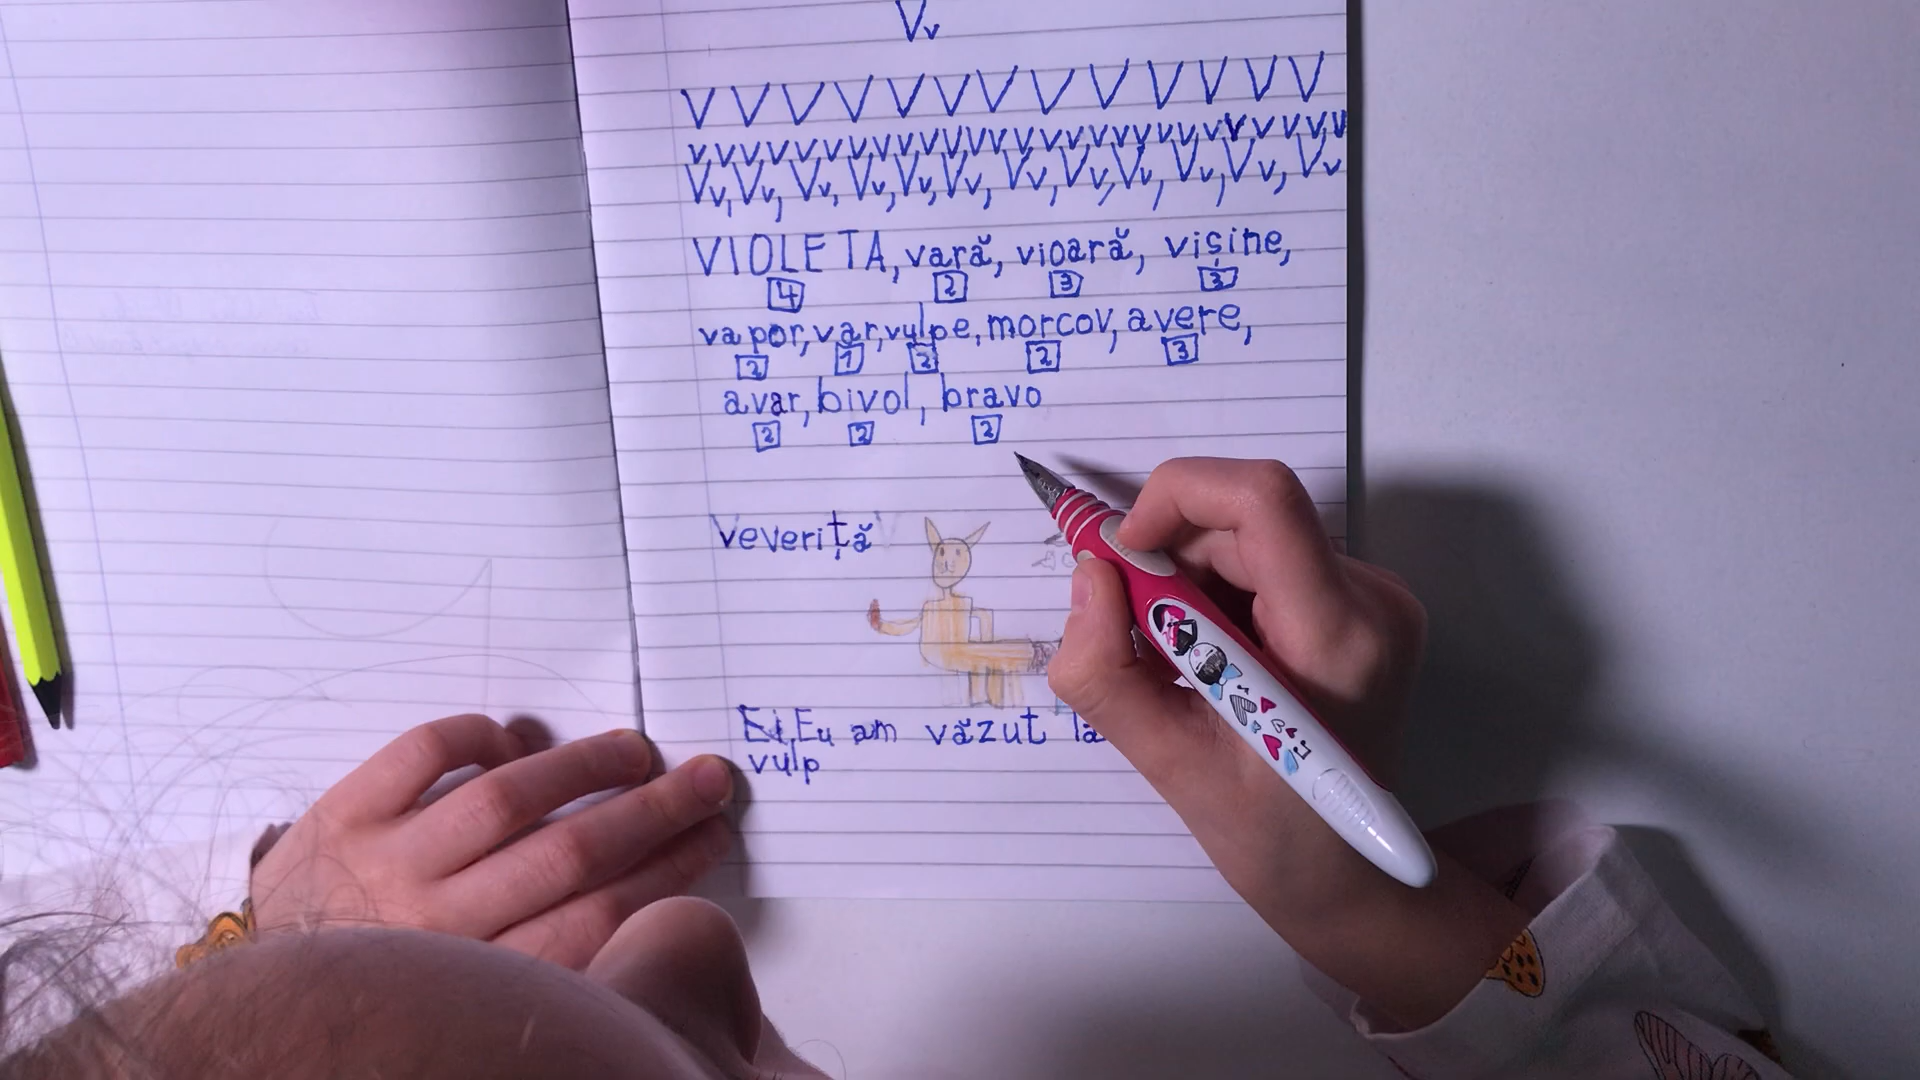 Vv
V V V V V V V V V V V V V
v v v v v v v v v v v v v v v v v v v v v v v v v v v v
Vv, Vv, Vv, Vv, Vv, Vv, Vv, Vv, Vv, Vv, Vv, Vv
VIOLETA, vară, vioară, vișine,
4 2 3 3
vapor, var, vulpe, morcov, avere,
2 1 2 2 3
avar, bivol, bravo
2 2 2
Veveriță
Eu am văzut la
vulp